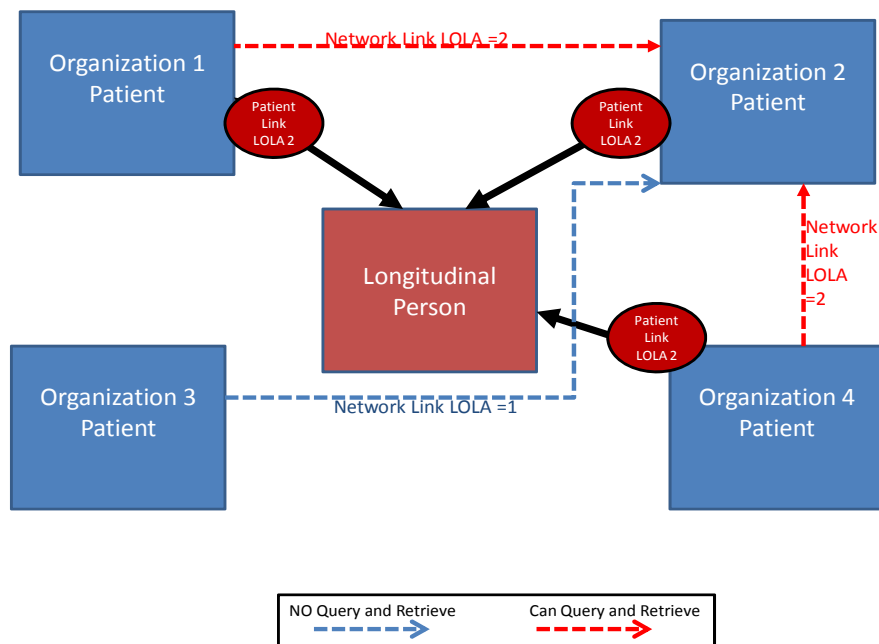 Network Link LOLA =2
Organization 1
Patient
Organization 2
Patient
Patient
Link
LOLA 2
Patient
Link
LOLA 2
Network
Link
LOLA
=2
Longitudinal
Person
Patient
Link
LOLA 2
Organization 3
Patient
Network Link LOLA =1
Organization 4
Patient
NO Query and Retrieve
Can Query and Retrieve